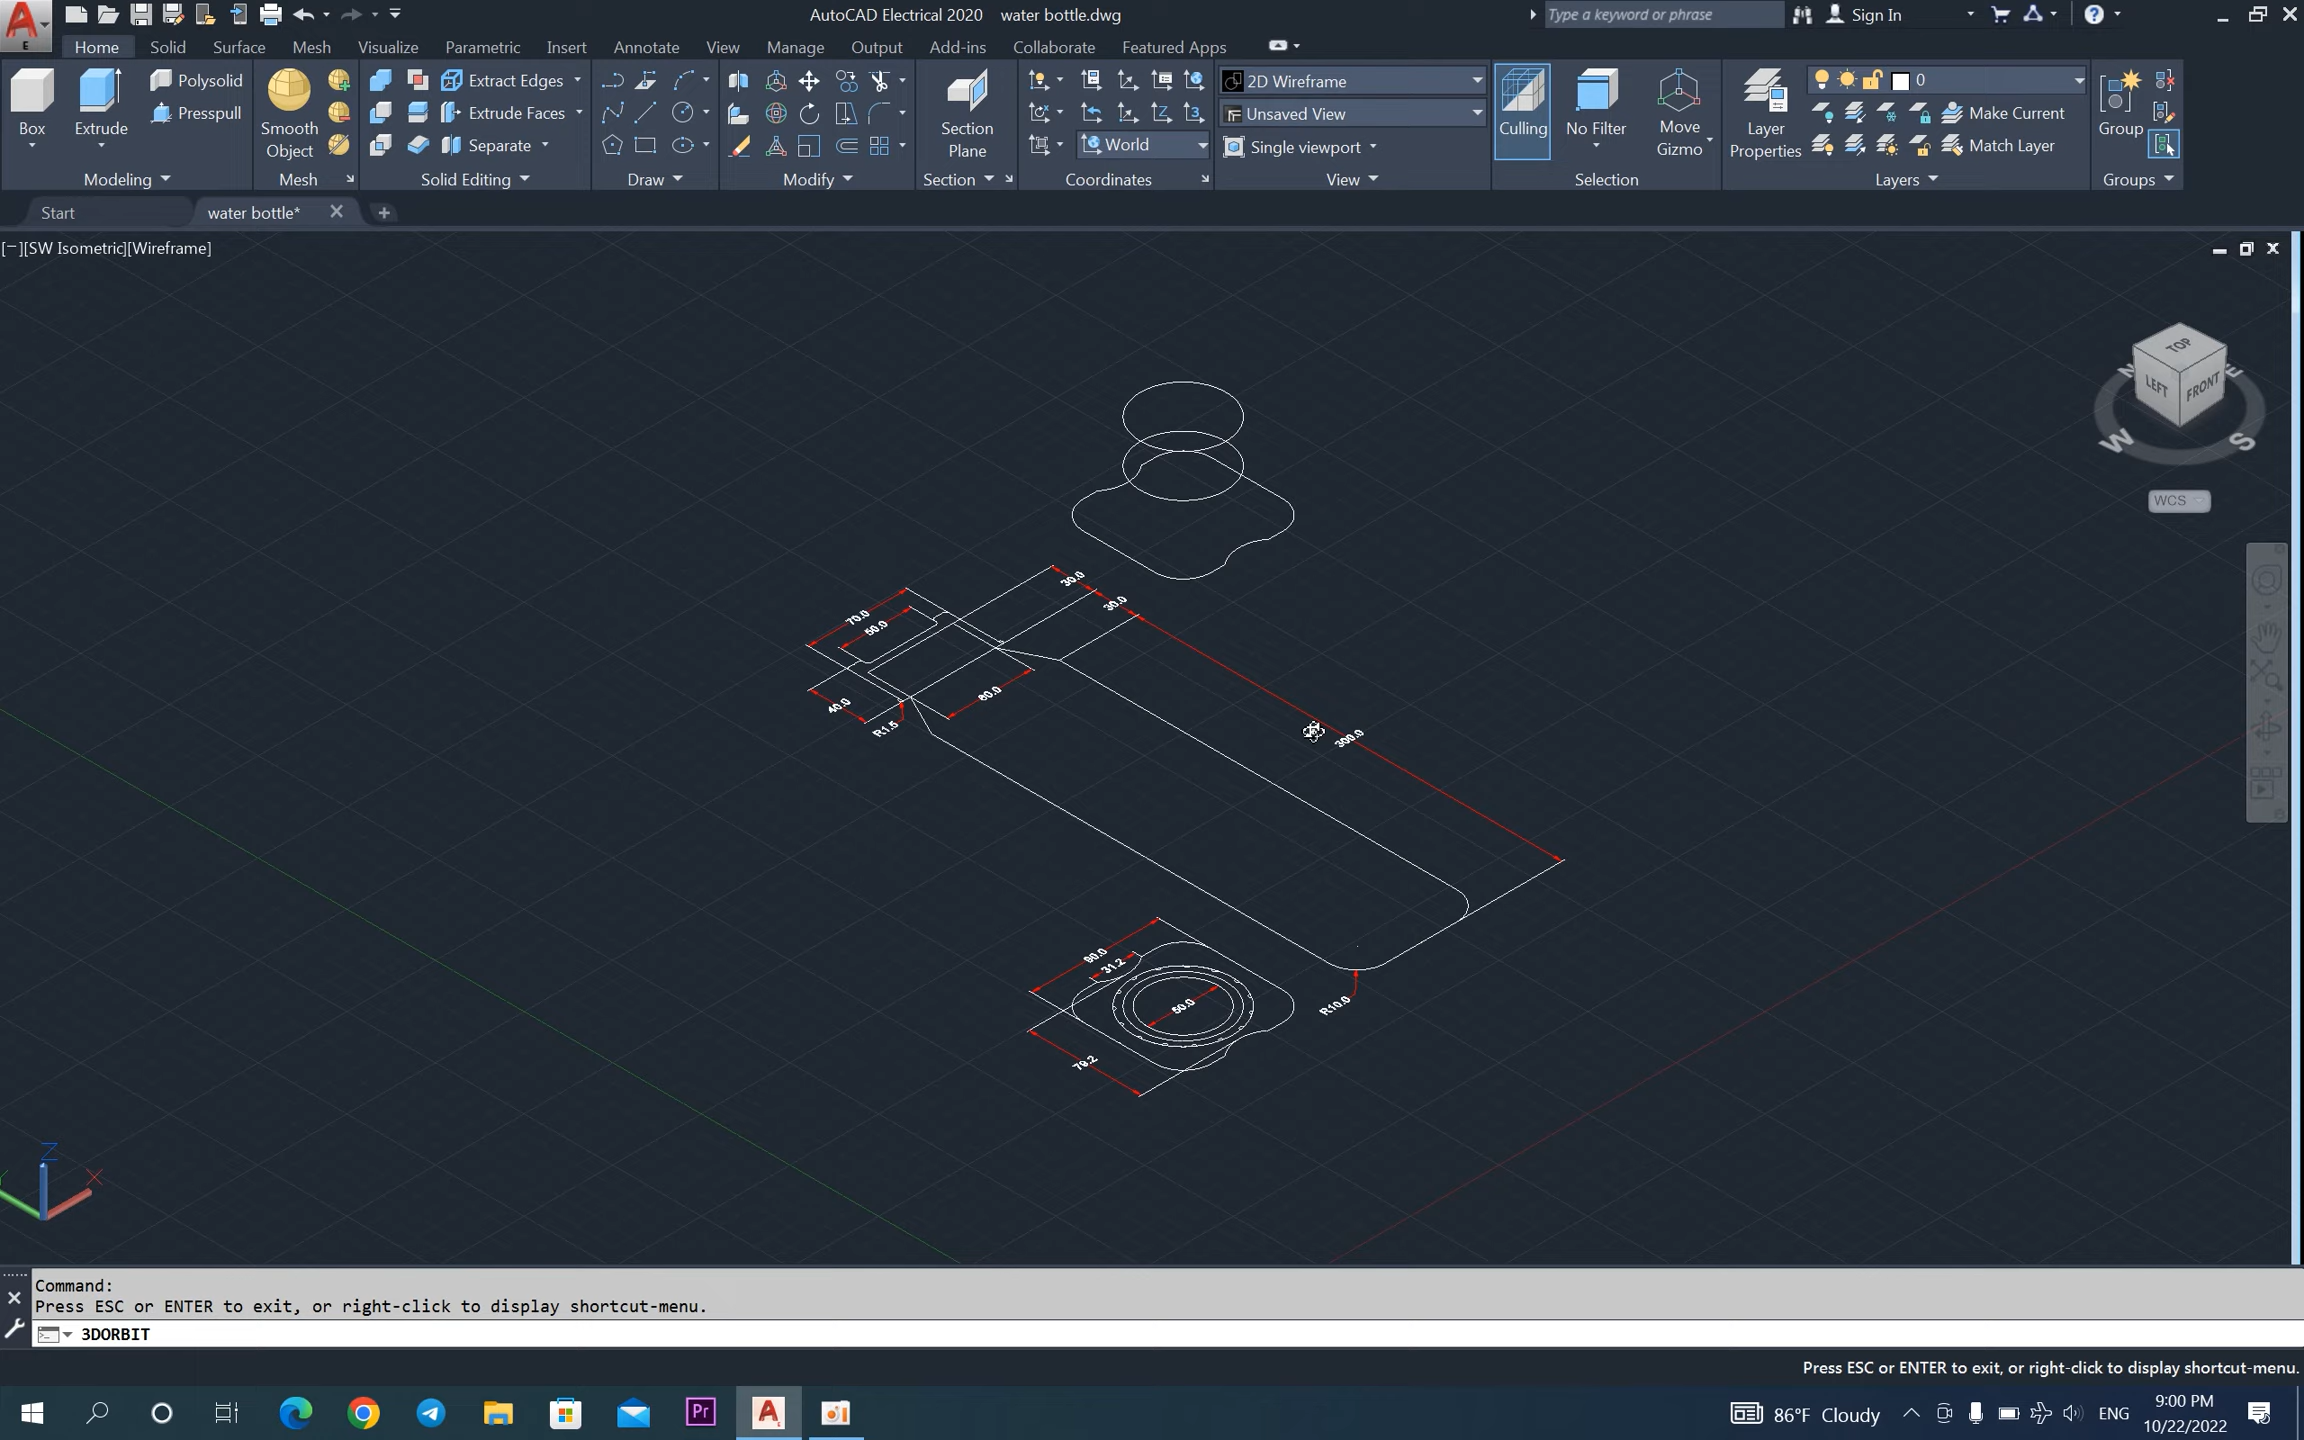 AutoCAD Electrical 2020 water bottle.dwg
Type a keyword or phrase
Sign In
Home Solid Surface Mesh Visualize Parametric Insert Annotate View Manage Output Add-ins Collaborate Featured Apps
Box
Extrude
Polysolid
Presspull
Modeling
Smooth
Object
Mesh
Extract Edges
Extrude Faces
Separate
Solid Editing
Draw
Modify
Section
Plane
Section
World
Coordinates
2D Wireframe
Unsaved View
Single viewport
View
Culling
No Filter
Move
Gizmo
Selection
Layer
Properties
0
Make Current
Match Layer
Layers
Group
Groups
Start
water bottle*
[−][SW Isometric][Wireframe]
TOP
LEFT
FRONT
N
E
W
S
WCS
30.0
30.0
70.0
50.0
40.0
R1.5
60.0
300.0
90.0
31.2
50.0
R10.0
79.2
Z
X
Command:
Press ESC or ENTER to exit, or right-click to display shortcut-menu.
3DORBIT
Press ESC or ENTER to exit, or right-click to display shortcut-menu.
Pr
86°F Cloudy
ENG
9:00 PM
10/22/2022